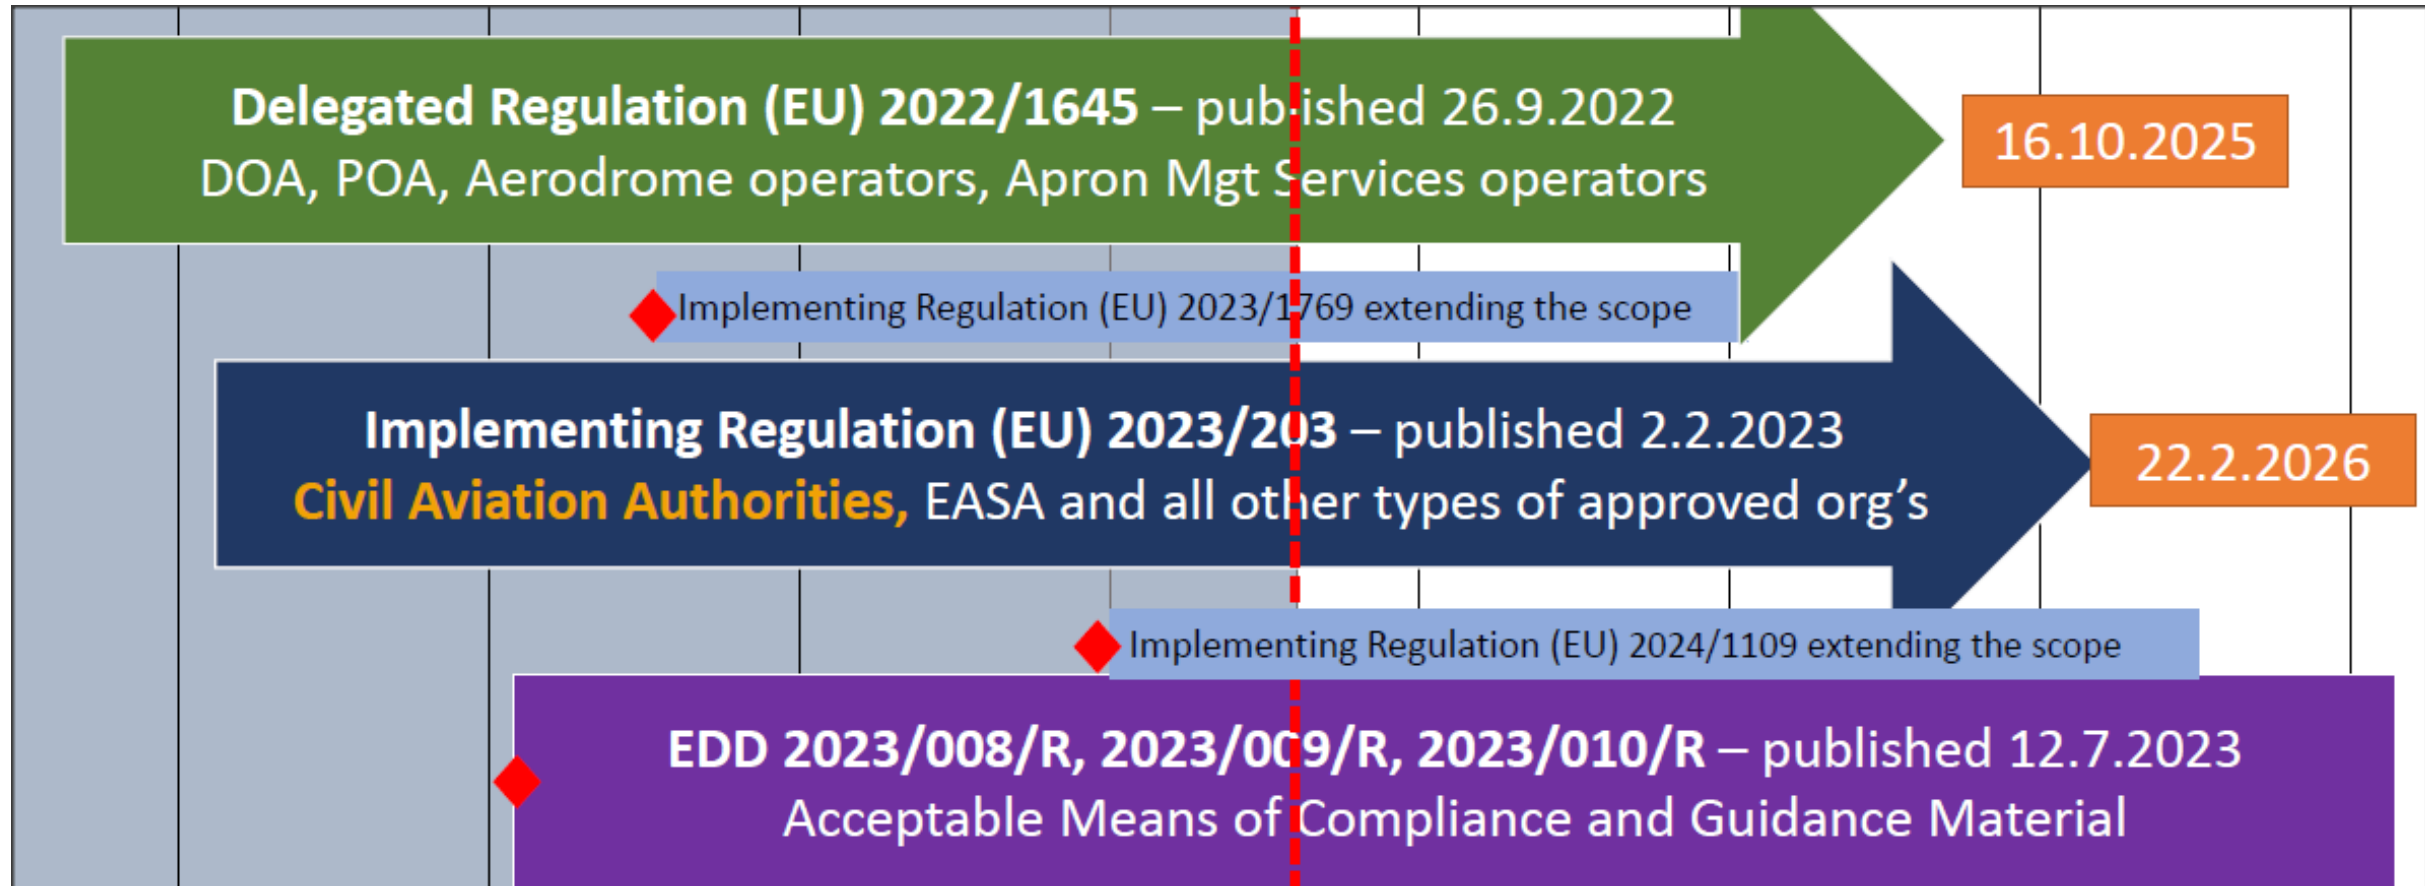 Delegated Regulation (EU) 2022/1645 – published 26.9.2022
DOA, POA, Aerodrome operators, Apron Mgt Services operators
16.10.2025
Implementing Regulation (EU) 2023/1769 extending the scope
Implementing Regulation (EU) 2023/203 – published 2.2.2023
Civil Aviation Authorities, EASA and all other types of approved org’s
22.2.2026
Implementing Regulation (EU) 2024/1109 extending the scope
EDD 2023/008/R, 2023/009/R, 2023/010/R – published 12.7.2023
Acceptable Means of Compliance and Guidance Material